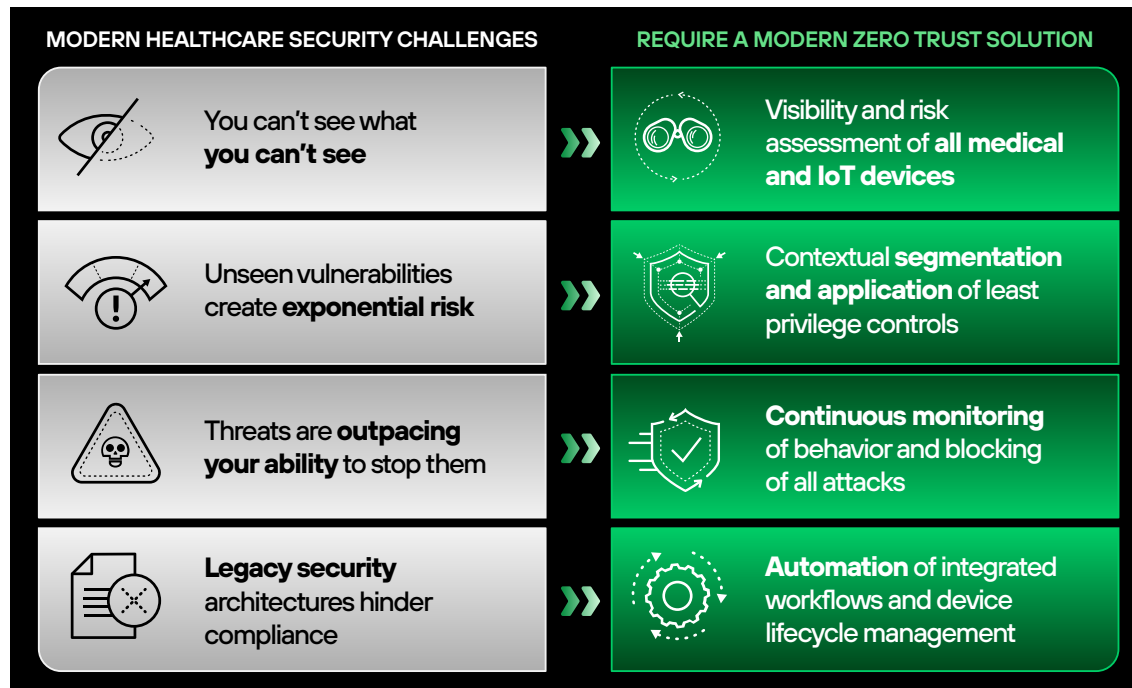 MODERN HEALTHCARE SECURITY CHALLENGES
REQUIRE A MODERN ZERO TRUST SOLUTION
You can't see what
you can't see
Visibility and risk
assessment of all medical
and IoT devices
Unseen vulnerabilities
create exponential risk
Contextual segmentation
and application of least
privilege controls
Threats are outpacing
your ability to stop them
Continuous monitoring
of behavior and blocking
of all attacks
Legacy security
architectures hinder
compliance
Automation of integrated
workflows and device
lifecycle management